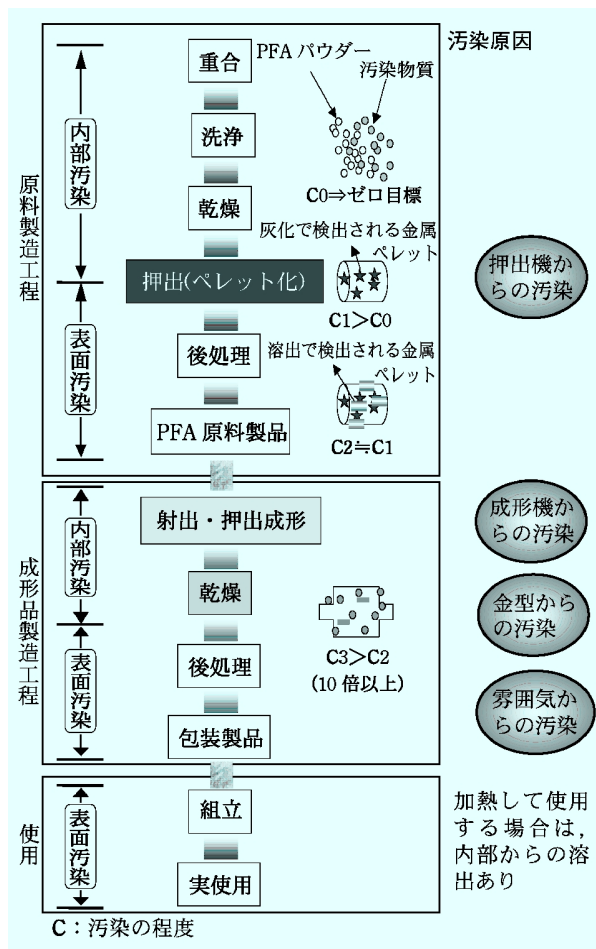 汚染原因
原料製造工程
内部汚染
表面汚染
重合
洗浄
乾燥
押出(ペレット化)
後処理
PFA 原料製品
PFA パウダー
汚染物質
C0⇒ゼロ目標
灰化で検出される金属
ペレット
C1＞C0
溶出で検出される金属
ペレット
C2≒C1
押出機か
らの汚染
成形品製造工程
内部汚染
表面汚染
射出・押出成形
乾燥
後処理
包装製品
C3＞C2
(10 倍以上)
成形機か
らの汚染
金型から
の汚染
雰囲気か
らの汚染
使用
表面汚染
組立
実使用
加熱して使用
する場合は,
内部からの溶
出あり
C：汚染の程度